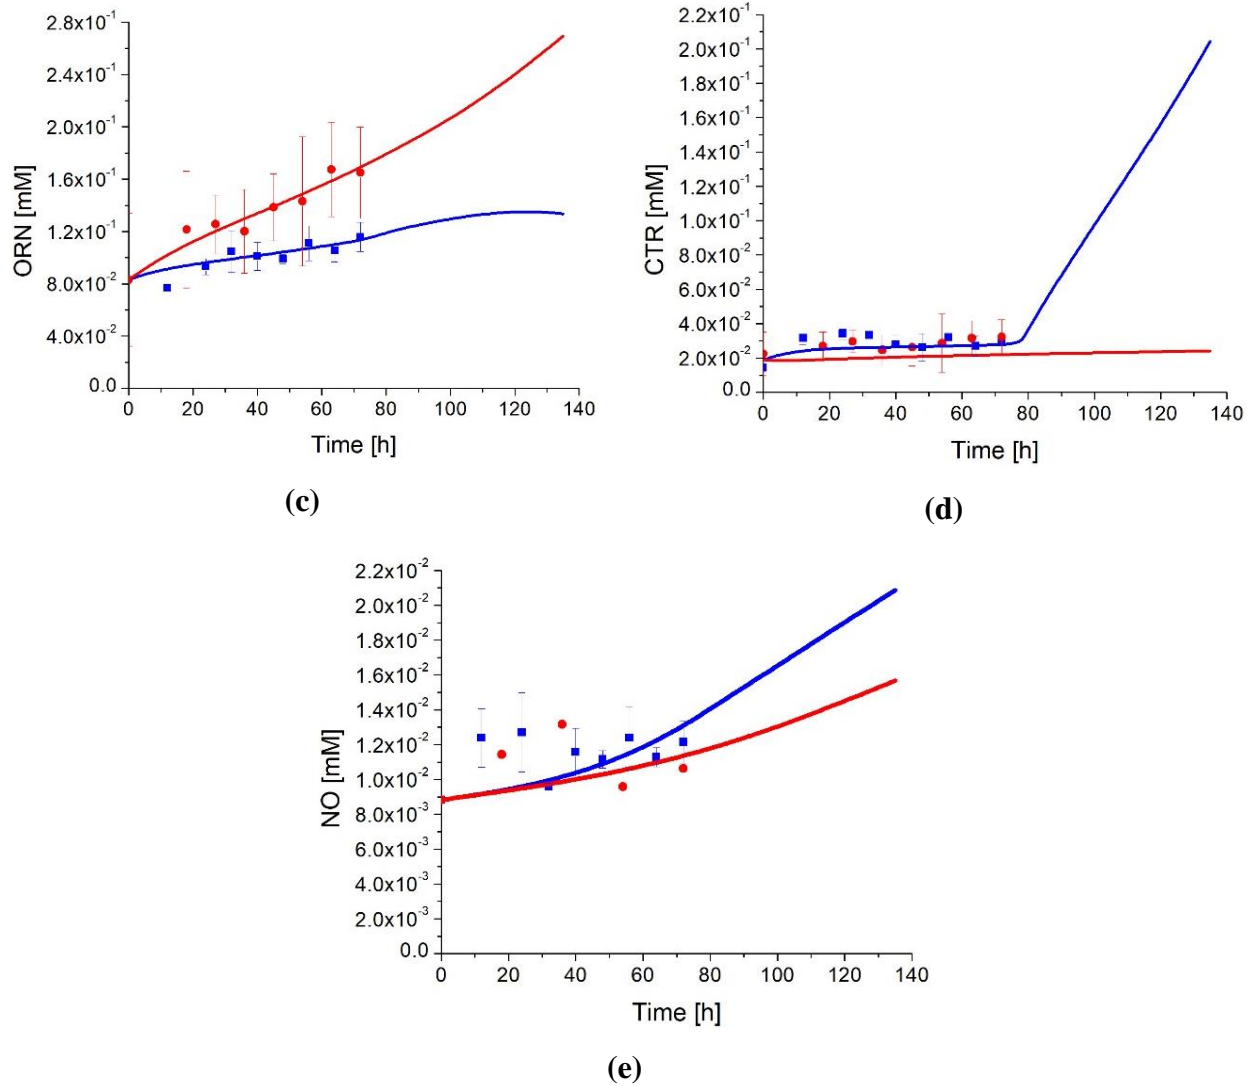 2.8x10⁻¹
2.4x10⁻¹
2.0x10⁻¹
1.6x10⁻¹
1.2x10⁻¹
8.0x10⁻²
4.0x10⁻²
0.0
ORN [mM]
0 20 40 60 80 100 120 140
Time [h]
(c)
2.2x10⁻¹
2.0x10⁻¹
1.8x10⁻¹
1.6x10⁻¹
2.4x10⁻¹
1.2x10⁻¹
1.0x10⁻¹
8.0x10⁻²
6.0x10⁻²
4.0x10⁻²
2.0x10⁻²
0.0
CTR [mM]
0 20 40 60 80 100 120 140
Time [h]
(d)
2.2x10⁻²
2.0x10⁻²
1.8x10⁻²
1.6x10⁻²
1.4x10⁻²
1.2x10⁻²
1.0x10⁻²
8.0x10⁻³
6.0x10⁻³
4.0x10⁻³
2.0x10⁻³
0.0
NO [mM]
0 20 40 60 80 100 120 140
Time [h]
(e)